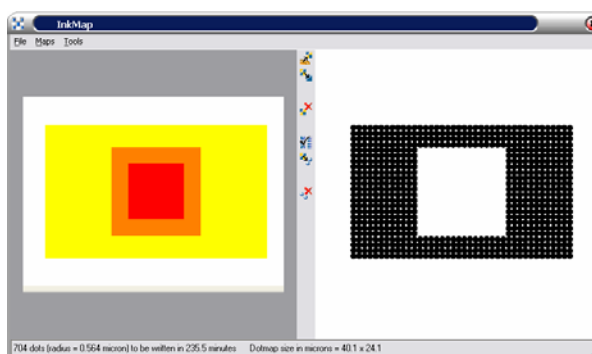 InkMap
File Maps Tools
704 dots (radius = 0.564 micron) to be written in 235.5 minutes Dotmap size in microns = 40.1 x 24.1